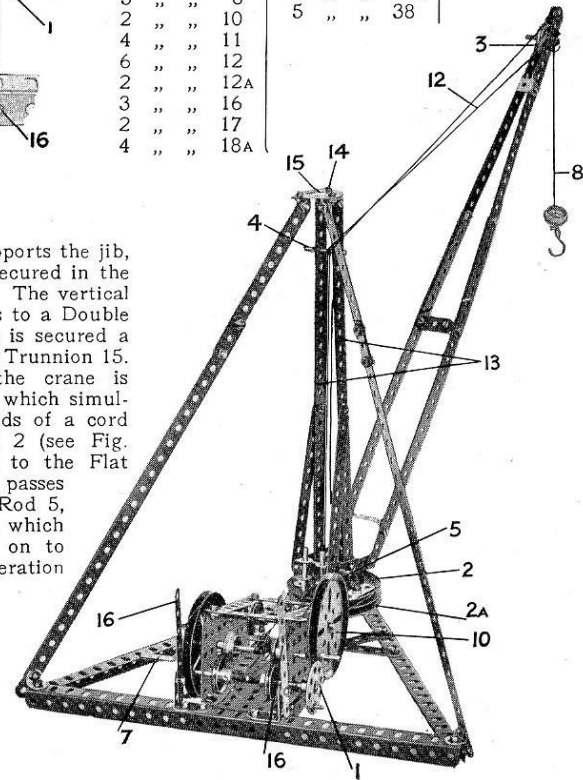 1
16
2 „ „ 10
4 „ „ 11
6 „ „ 12
2 „ „ 12A
3 „ „ 16
2 „ „ 17
4 „ „ 18A
5 „ „ 38
ports the jib,
ecured in the
The vertical
s to a Double
is secured a
Trunnion 15.
the crane is
which simul-
ds of a cord
2 (see Fig.
to the Flat
passes
Rod 5,
which
on to
eration
3
12
8
15
14
4
13
5
2
2A
10
16
7
16
1